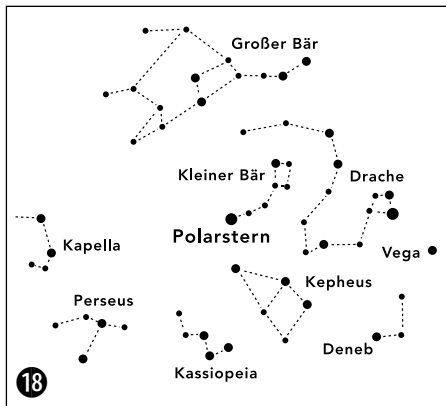 Großer Bär
Kleiner Bär
Drache
Polarstern
Kapella
Vega
Kepheus
Perseus
Deneb
Kassiopeia
18